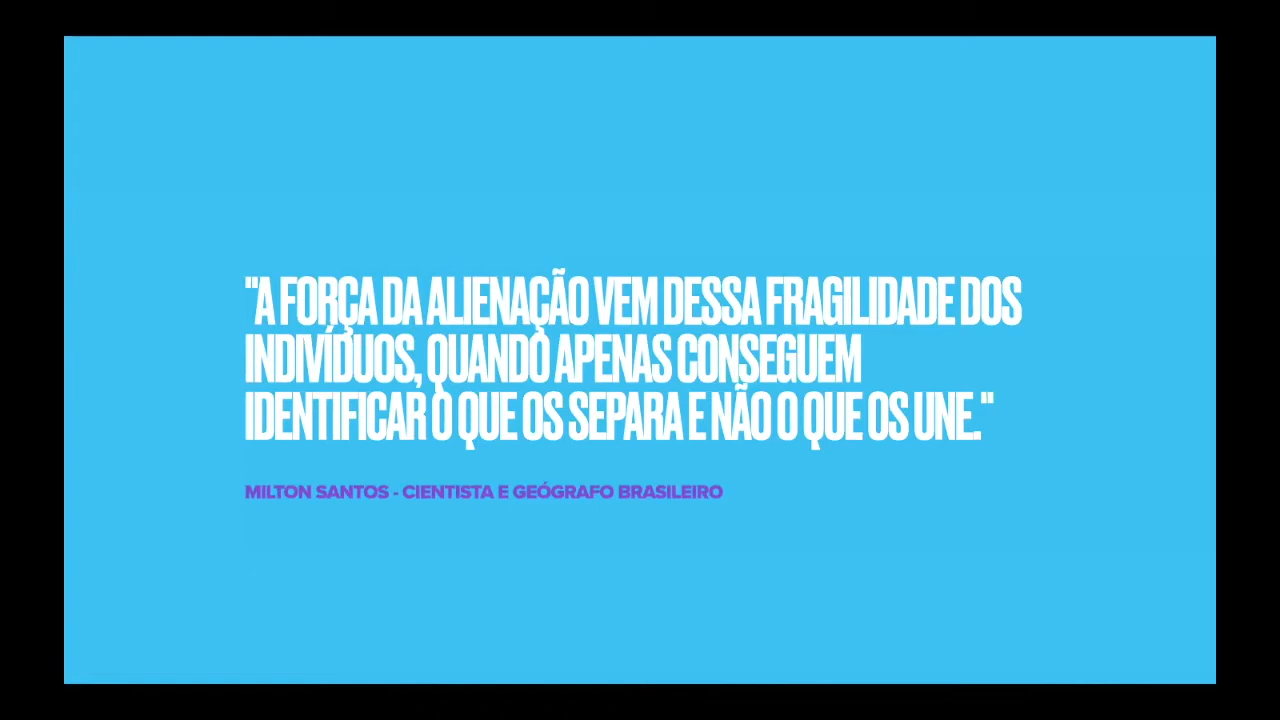 "A FORÇA DA ALIENAÇÃO VEM DESSA FRAGILIDADE DOS
INDIVÍDUOS, QUANDO APENAS CONSEGUEM
IDENTIFICAR O QUE OS SEPARA E NÃO O QUE OS UNE."
MILTON SANTOS - CIENTISTA E GEÓGRAFO BRASILEIRO